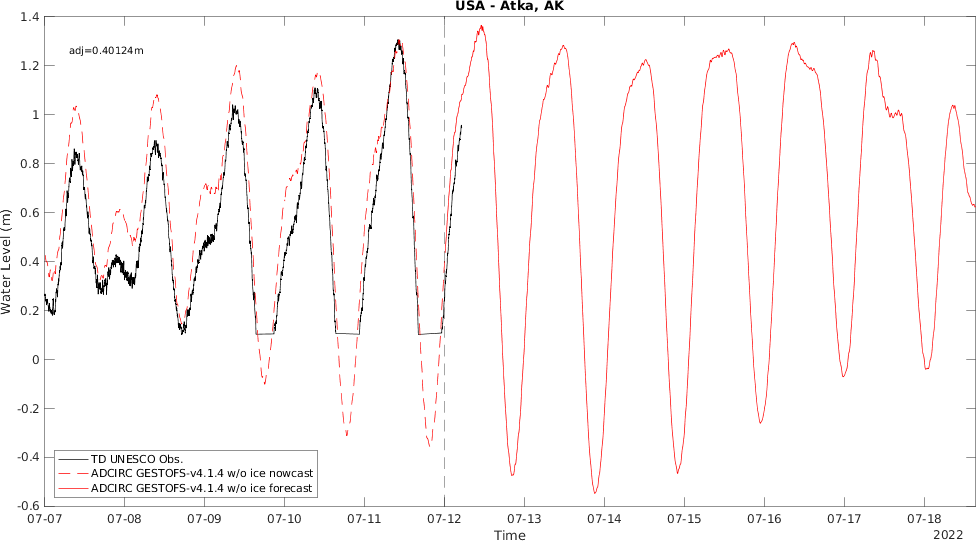 USA - Atka, AK
1.4
1.2
1
0.8
0.6
0.4
0.2
0
-0.2
-0.4
-0.6
Water Level (m)
adj=0.40124m
TD UNESCO Obs.
ADCIRC GESTOFS-v4.1.4 w/o ice nowcast
ADCIRC GESTOFS-v4.1.4 w/o ice forecast
07-07 07-08 07-09 07-10 07-11 07-12 07-13 07-14 07-15 07-16 07-17 07-18
Time
2022